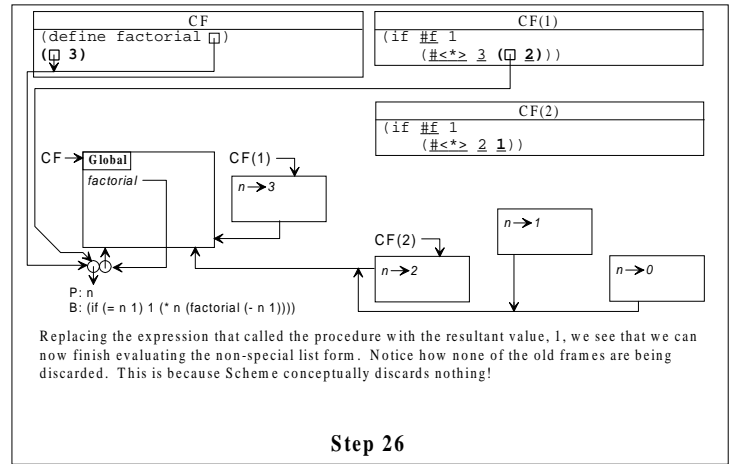 CF
(define factorial )
( 3)
CF(1)
(if #f 1
(#<*> 3 ( 2)))
CF(2)
(if #f 1
(#<*> 2 1))
CF
Global
factorial
CF(1)
n→3
CF(2)
n→2
n→1
n→0
P: n
B: (if (= n 1) 1 (* n (factorial (- n 1))))
Replacing the expression that called the procedure with the resultant value, 1, we see that we can
now finish evaluating the non-special list form. Notice how none of the old frames are being
discarded. This is because Scheme conceptually discards nothing!
Step 26